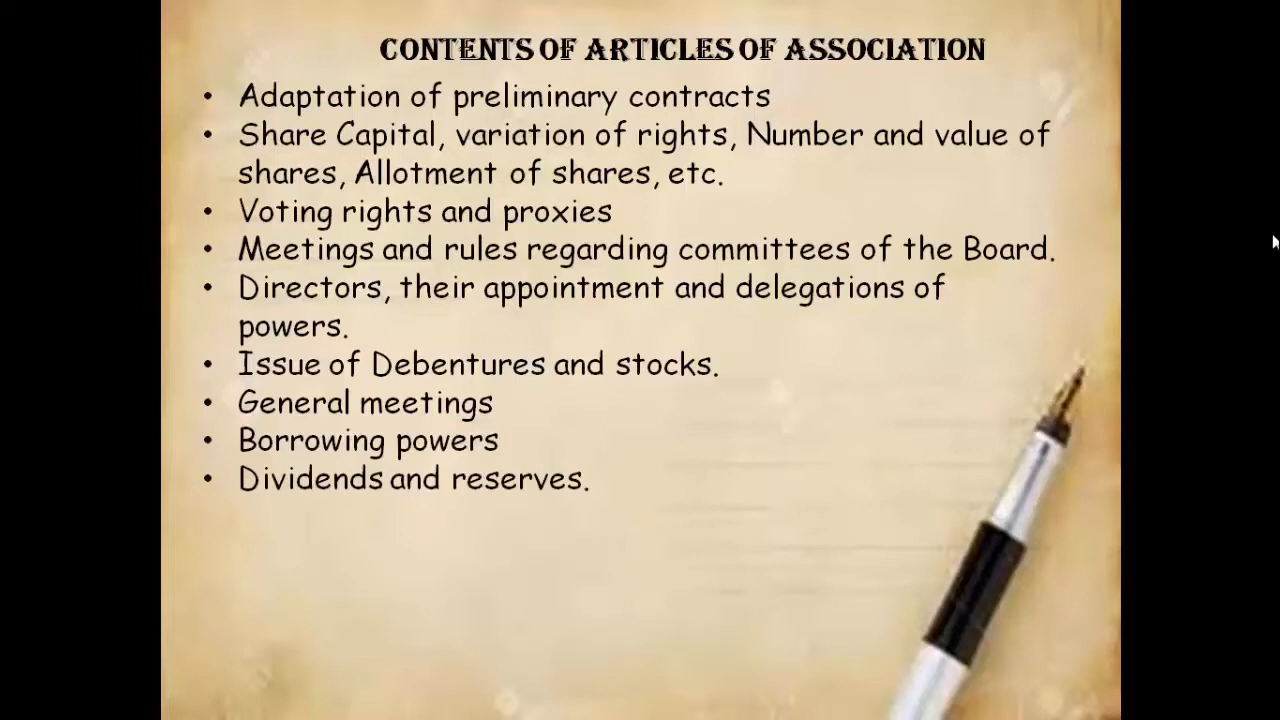 CONTENTS OF ARTICLES OF ASSOCIATION
• Adaptation of preliminary contracts
• Share Capital, variation of rights, Number and value of
shares, Allotment of shares, etc.
• Voting rights and proxies
• Meetings and rules regarding committees of the Board.
• Directors, their appointment and delegations of
powers.
• Issue of Debentures and stocks.
• General meetings
• Borrowing powers
• Dividends and reserves.